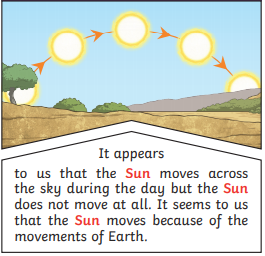 It appears
to us that the Sun moves across
the sky during the day but the Sun
does not move at all. It seems to us
that the Sun moves because of the
movements of Earth.